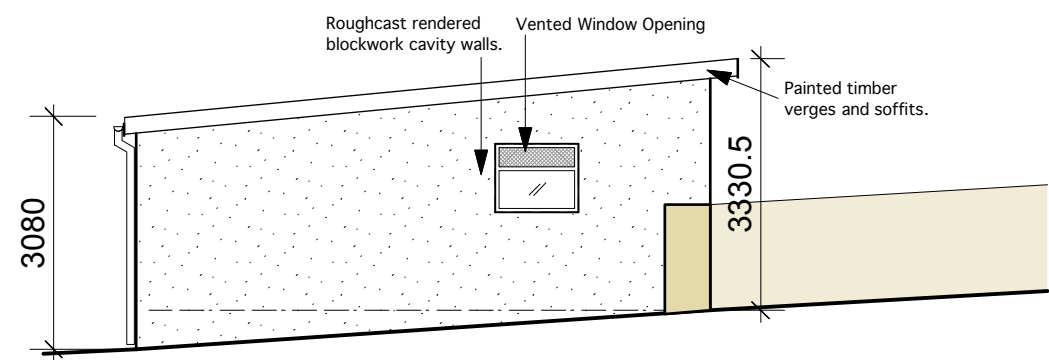 Roughcast rendered
blockwork cavity walls.
Vented Window Opening
Painted timber
verges and soffits.
3080
3330.5